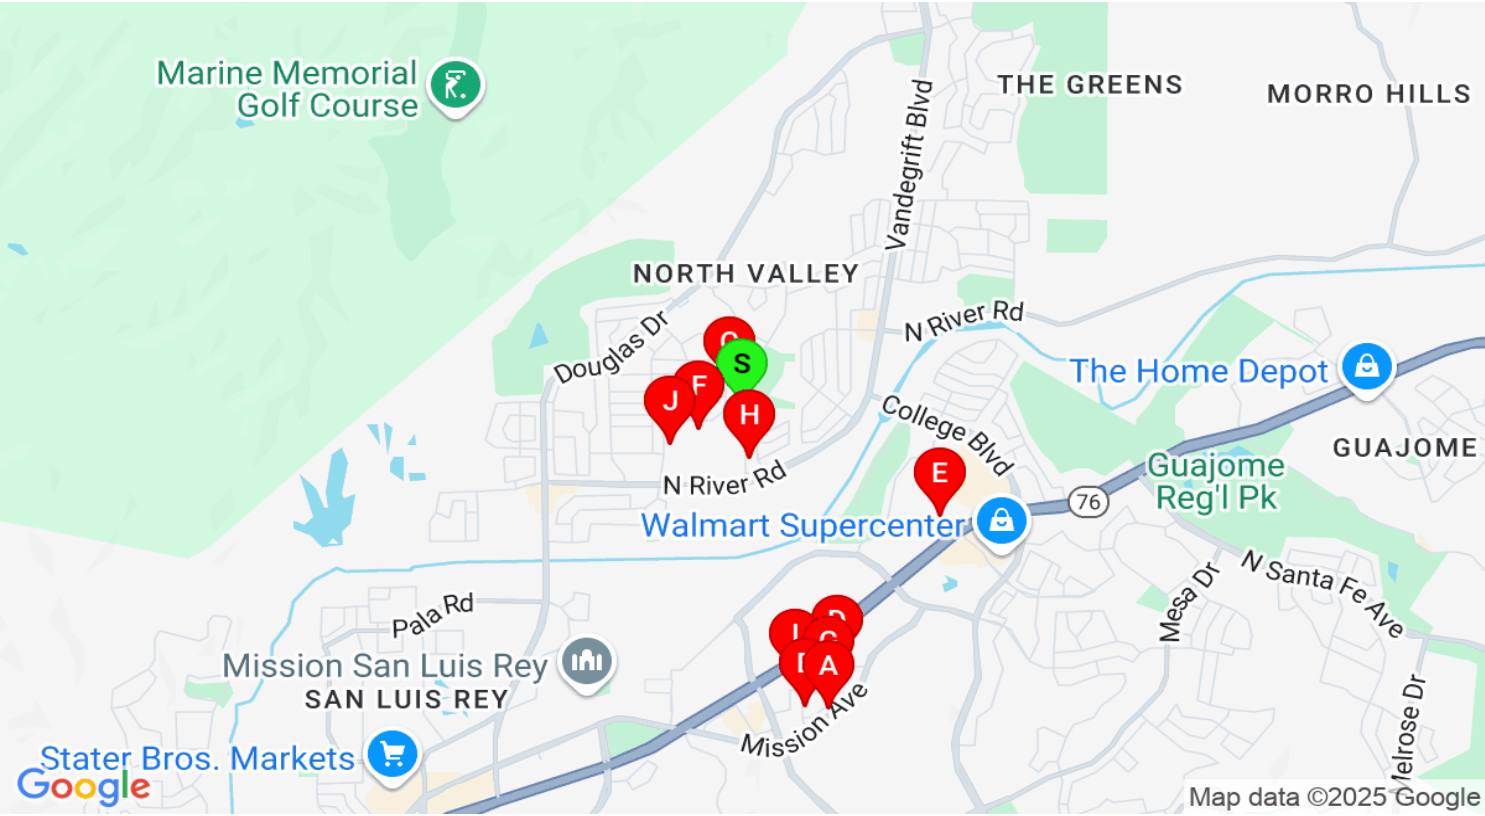 Marine Memorial
Golf Course
THE GREENS
MORRO HILLS
Vandegrift Blvd
NORTH VALLEY
N River Rd
Douglas Dr
S
F
J
H
The Home Depot
College Blvd
GUAJOME
Guajome
Reg'l Pk
E
N River Rd
76
Walmart Supercenter
N Santa Fe Ave
Mesa Dr
Pala Rd
D
A
Mission San Luis Rey
SAN LUIS REY
Mission Ave
Melrose Dr
Stater Bros. Markets
Google
Map data ©2025 Google